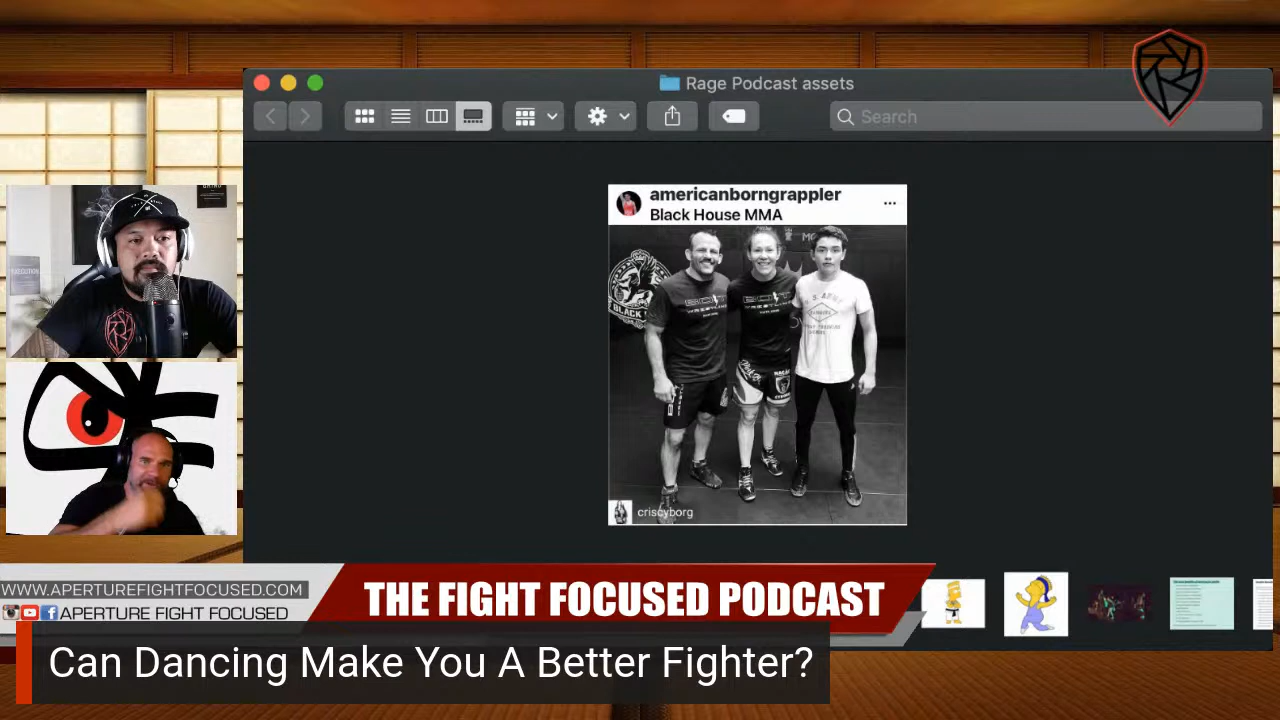 Rage Podcast assets
Search
americanborngrappler
Black House MMA
...
criscyborg
WWW.APERTUREFIGHTFOCUSED.COM
APERTURE FIGHT FOCUSED
THE FIGHT FOCUSED PODCAST
Can Dancing Make You A Better Fighter?